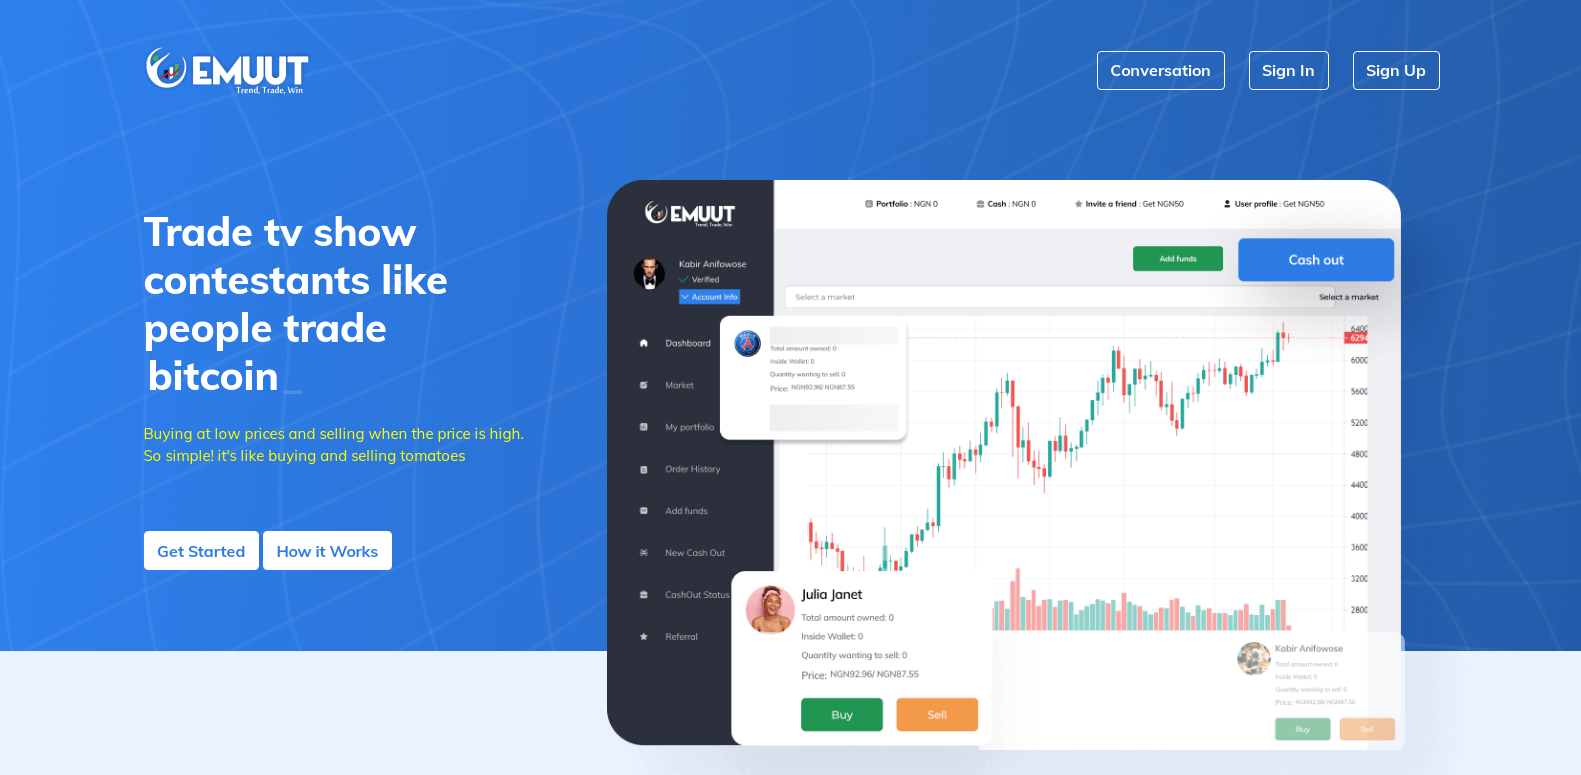 EMUUT
Trend, Trade, Win
Conversation
Sign In
Sign Up
Trade tv show
contestants like
people trade
bitcoin_
Buying at low prices and selling when the price is high.
So simple! it's like buying and selling tomatoes
Get Started
How it Works
EMUUT
Trend, Trade, Win
Portfolio : NGN 0
Cash : NGN 0
Invite a friend : Get NGN50
User profile : Get NGN50
Kabir Anifowose
Verified
Account Info
Add funds
Cash out
Select a market
Select a market
Dashboard
Market
My portfolio
Order History
Add funds
New Cash Out
CashOut Status
Referral
Total amount owned: 0
Inside Wallet: 0
Quantity wanting to sell: 0
Price: NGN92.96/ NGN87.55
6400
6294
6000
5600
5200
4800
4400
4000
3600
3200
2800
Julia Janet
Total amount owned: 0
Inside Wallet: 0
Quantity wanting to sell: 0
Price: NGN92.96/ NGN87.55
Buy
Sell
Kabir Anifowose
Total amount owned: 0
Inside Wallet: 0
Quantity wanting to sell: 0
Price: NGN92.96/ NGN87.55
Buy
Sell